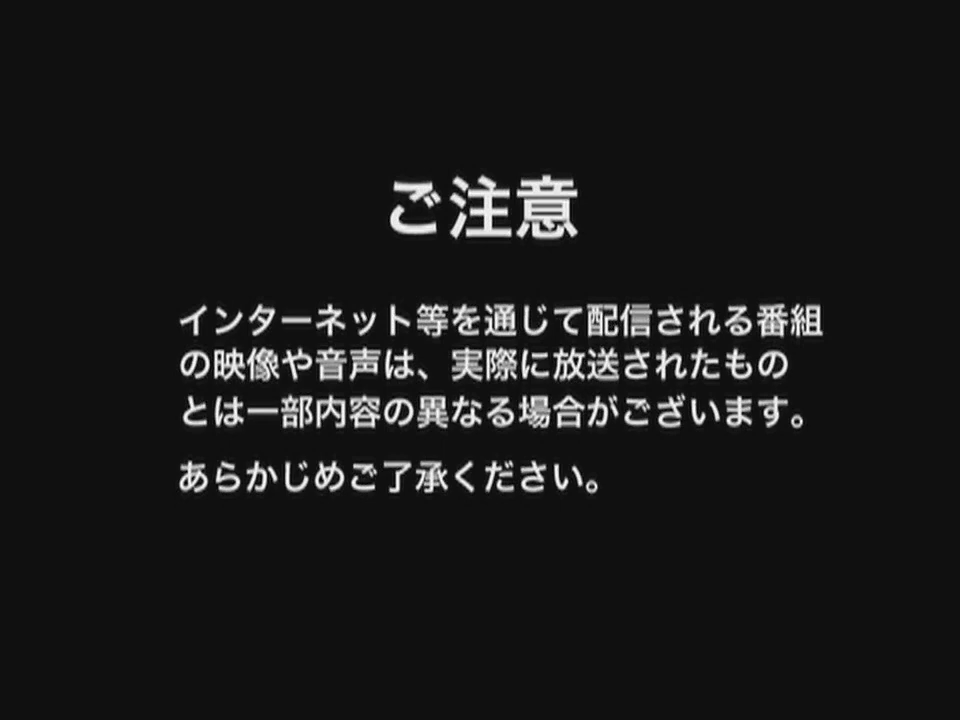 ご注意
インターネット等を通じて配信される番組
の映像や音声は、実際に放送されたもの
とは一部内容の異なる場合がございます。
あらかじめご了承ください。